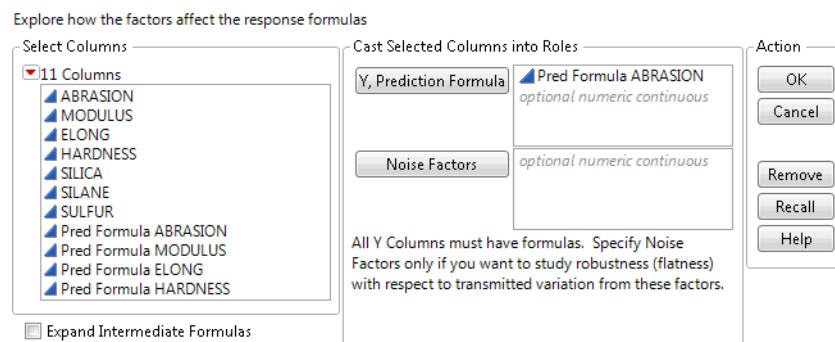 Explore how the factors affect the response formulas
Select Columns
11 Columns
ABRASION
MODULUS
ELONG
HARDNESS
SILICA
SILANE
SULFUR
Pred Formula ABRASION
Pred Formula MODULUS
Pred Formula ELONG
Pred Formula HARDNESS
Expand Intermediate Formulas
Cast Selected Columns into Roles
Y, Prediction Formula
Pred Formula ABRASION
optional numeric continuous
Noise Factors
optional numeric continuous
All Y Columns must have formulas.  Specify Noise
Factors only if you want to study robustness (flatness)
with respect to transmitted variation from these factors.
Action
OK
Cancel
Remove
Recall
Help